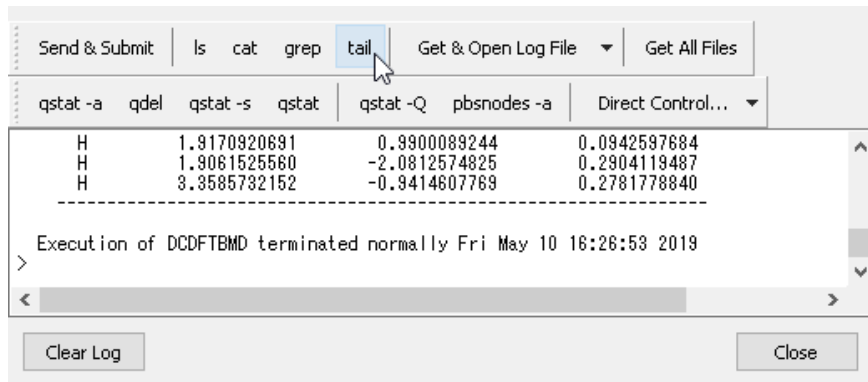 Send & Submit ls cat grep tail Get & Open Log File Get All Files
qstat -a qdel qstat -s qstat qstat -Q pbsnodes -a Direct Control...
H 1.9170920691 0.9900089244 0.0942597684
H 1.9061525560 -2.0812574825 0.2904119487
H 3.3585732152 -0.9414607769 0.2781778840
-----------------------------------------------------------------
Execution of DCDFTBMD terminated normally Fri May 10 16:26:53 2019
>
Clear Log Close